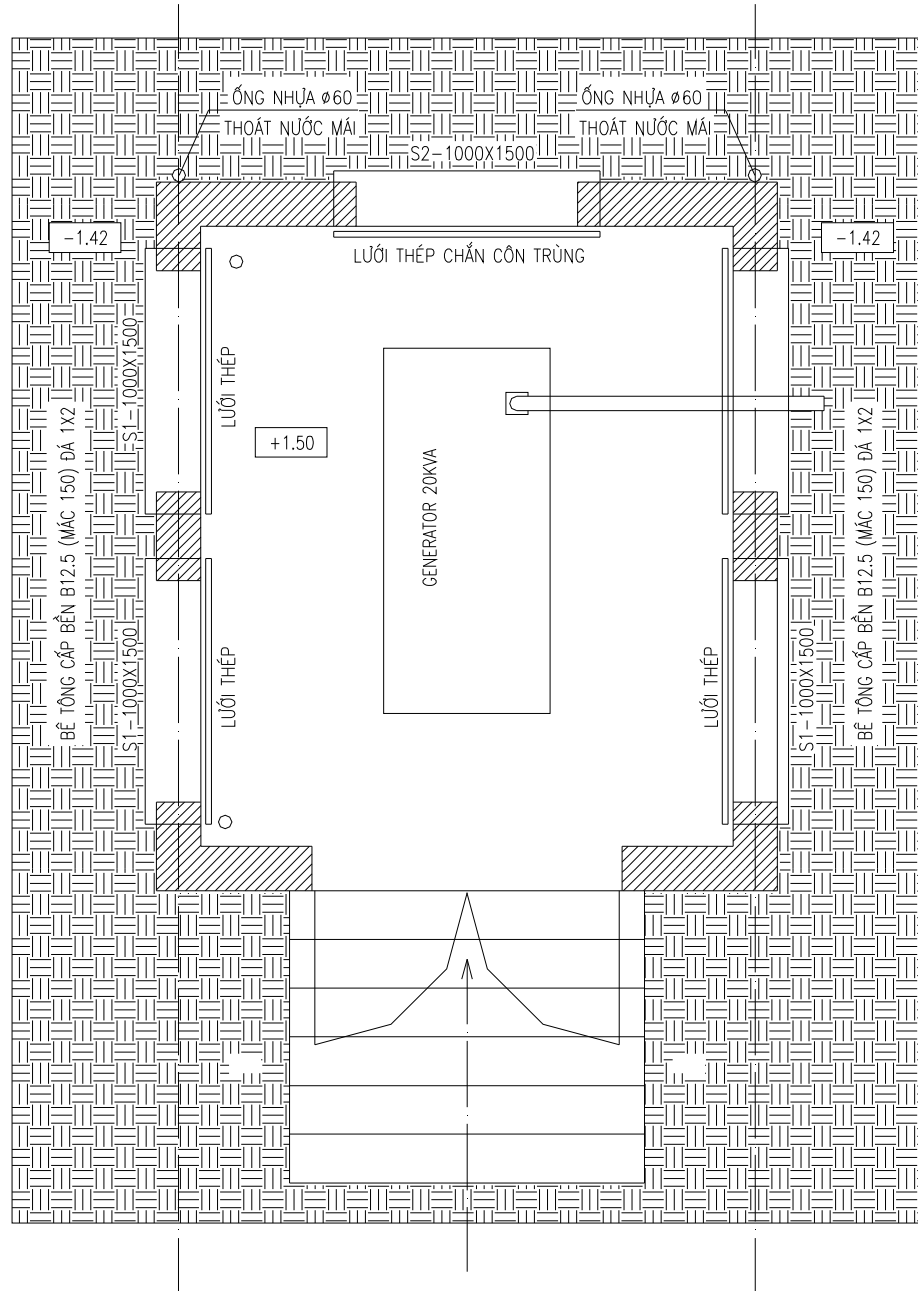 ỐNG NHỰA Ø60
THOÁT NƯỚC MÁI
ỐNG NHỰA Ø60
THOÁT NƯỚC MÁI
S2-1000X1500
-1.42
-1.42
LƯỚI THÉP CHẮN CÔN TRÙNG
S1-1000X1500
LƯỚI THÉP
+1.50
GENERATOR 20KVA
BÊ TÔNG CẤP BỀN B12.5 (MÁC 150) ĐÁ 1X2
BÊ TÔNG CẤP BỀN B12.5 (MÁC 150) ĐÁ 1X2
S1-1000X1500
LƯỚI THÉP
LƯỚI THÉP
S1-1000X1500